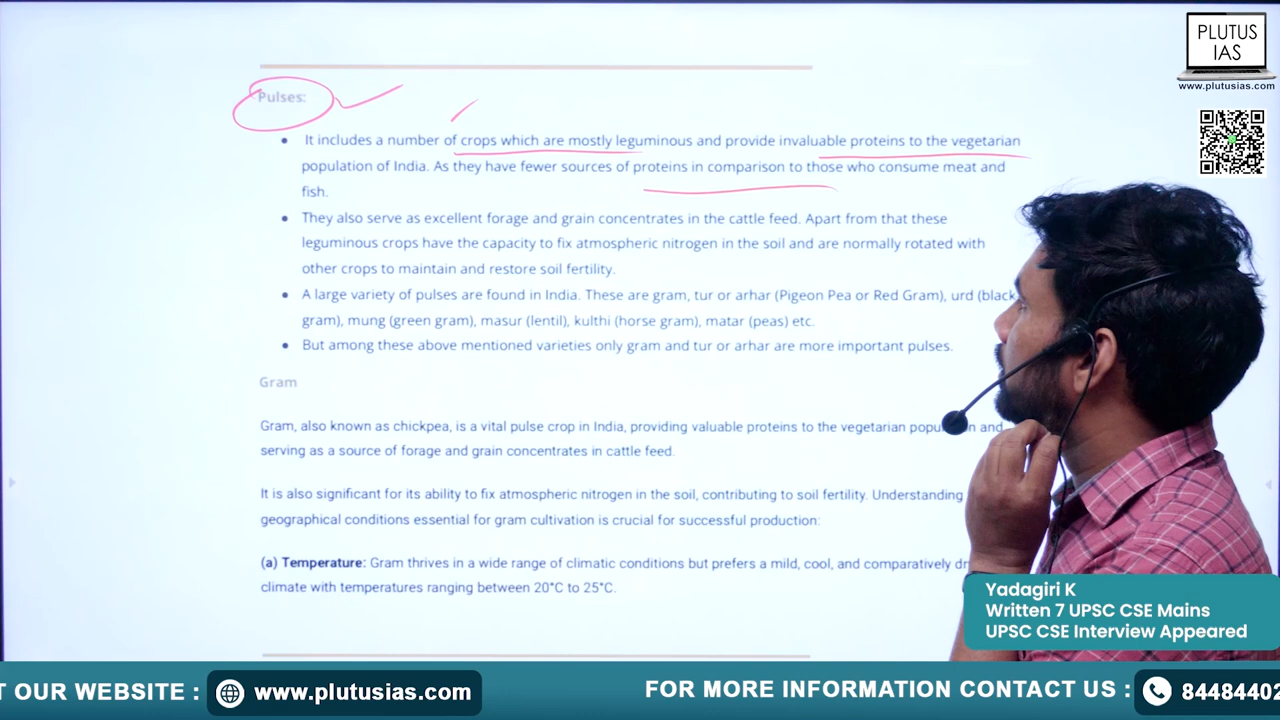 PLUTUS
IAS
www.plutusias.com
Pulses:
It includes a number of crops which are mostly leguminous and provide invaluable proteins to the vegetarian
population of India. As they have fewer sources of proteins in comparison to those who consume meat and
fish.
They also serve as excellent forage and grain concentrates in the cattle feed. Apart from that these
leguminous crops have the capacity to fix atmospheric nitrogen in the soil and are normally rotated with
other crops to maintain and restore soil fertility.
A large variety of pulses are found in India. These are gram, tur or arhar (Pigeon Pea or Red Gram), urd (black
gram), mung (green gram), masur (lentil), kulthi (horse gram), matar (peas) etc.
But among these above mentioned varieties only gram and tur or arhar are more important pulses.
Gram
Gram, also known as chickpea, is a vital pulse crop in India, providing valuable proteins to the vegetarian and
serving as a source of forage and grain concentrates in cattle feed.
It is also significant for its ability to fix atmospheric nitrogen in the soil, contributing to soil fertility. Understanding
geographical conditions essential for gram cultivation is crucial for successful production:
(a) Temperature: Gram thrives in a wide range of climatic conditions but prefers a mild, cool, and comparatively
climate with temperatures ranging between 20°C to 25°C.
Yadagiri K
Written 7 UPSC CSE Mains
UPSC CSE Interview Appeared
T OUR WEBSITE : www.plutusias.com FOR MORE INFORMATION CONTACT US : 84484402